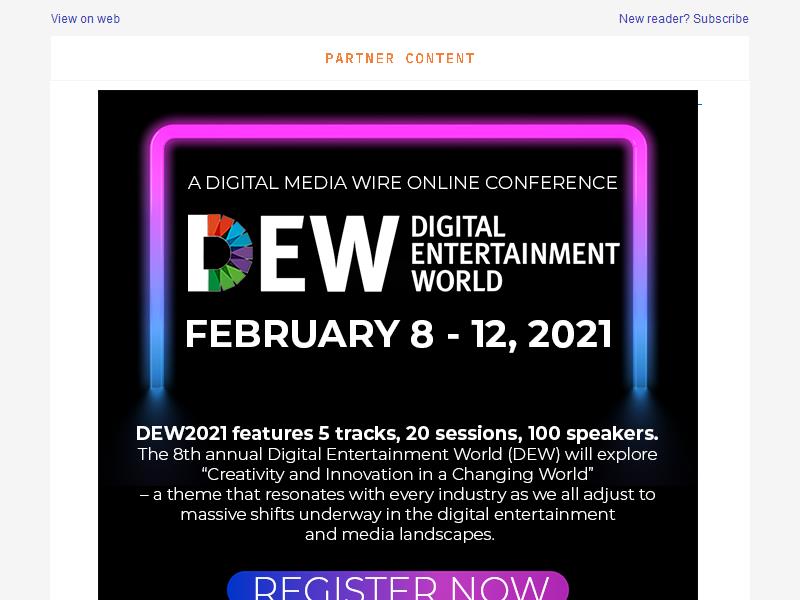 View on web
New reader? Subscribe
PARTNER CONTENT
A DIGITAL MEDIA WIRE ONLINE CONFERENCE
DEW DIGITAL
ENTERTAINMENT
WORLD
FEBRUARY 8 - 12, 2021
DEW2021 features 5 tracks, 20 sessions, 100 speakers.
The 8th annual Digital Entertainment World (DEW) will explore
“Creativity and Innovation in a Changing World”
– a theme that resonates with every industry as we all adjust to
massive shifts underway in the digital entertainment
and media landscapes.
REGISTER NOW